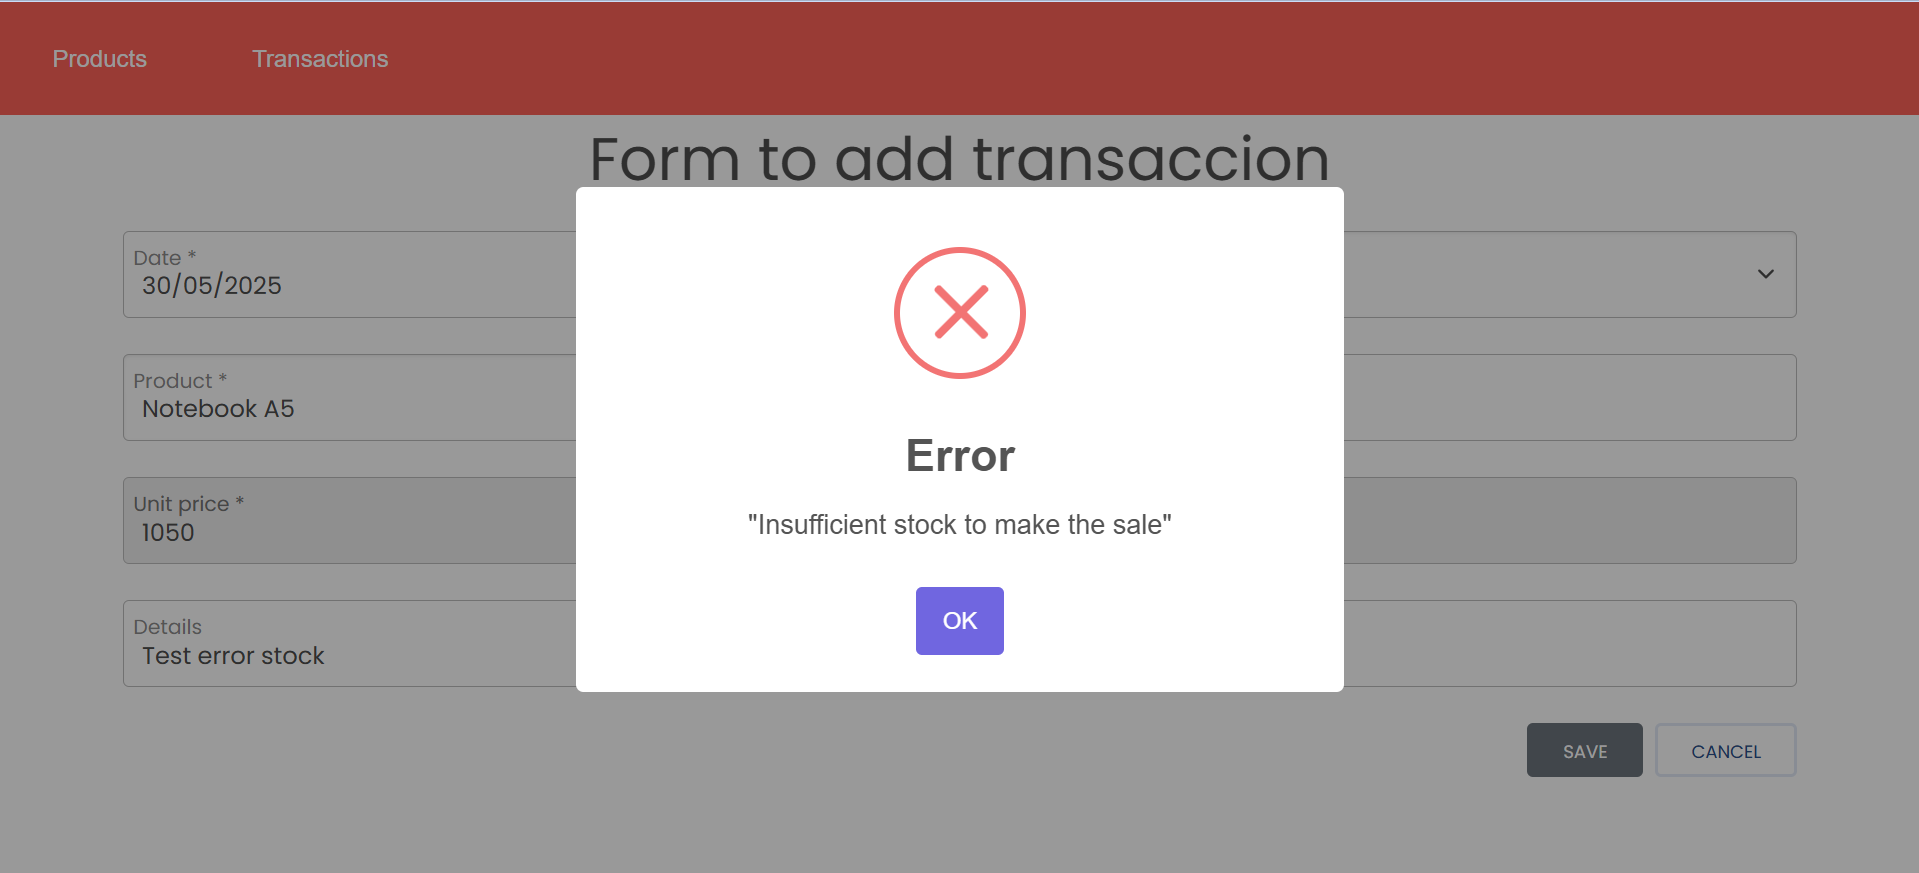 Products
Transactions
Form to add transaccion
Date *
30/05/2025
Product *
Notebook A5
Unit price *
1050
Details
Test error stock
Error
"Insufficient stock to make the sale"
OK
SAVE
CANCEL